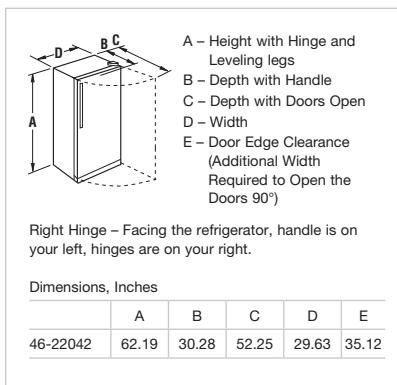 D
B C
A
A – Height with Hinge and
Leveling legs
B – Depth with Handle
C – Depth with Doors Open
D – Width
E – Door Edge Clearance
(Additional Width
Required to Open the
Doors 90°)
Right Hinge – Facing the refrigerator, handle is on
your left, hinges are on your right.
Dimensions, Inches
A B C D E
46-22042 62.19 30.28 52.25 29.63 35.12